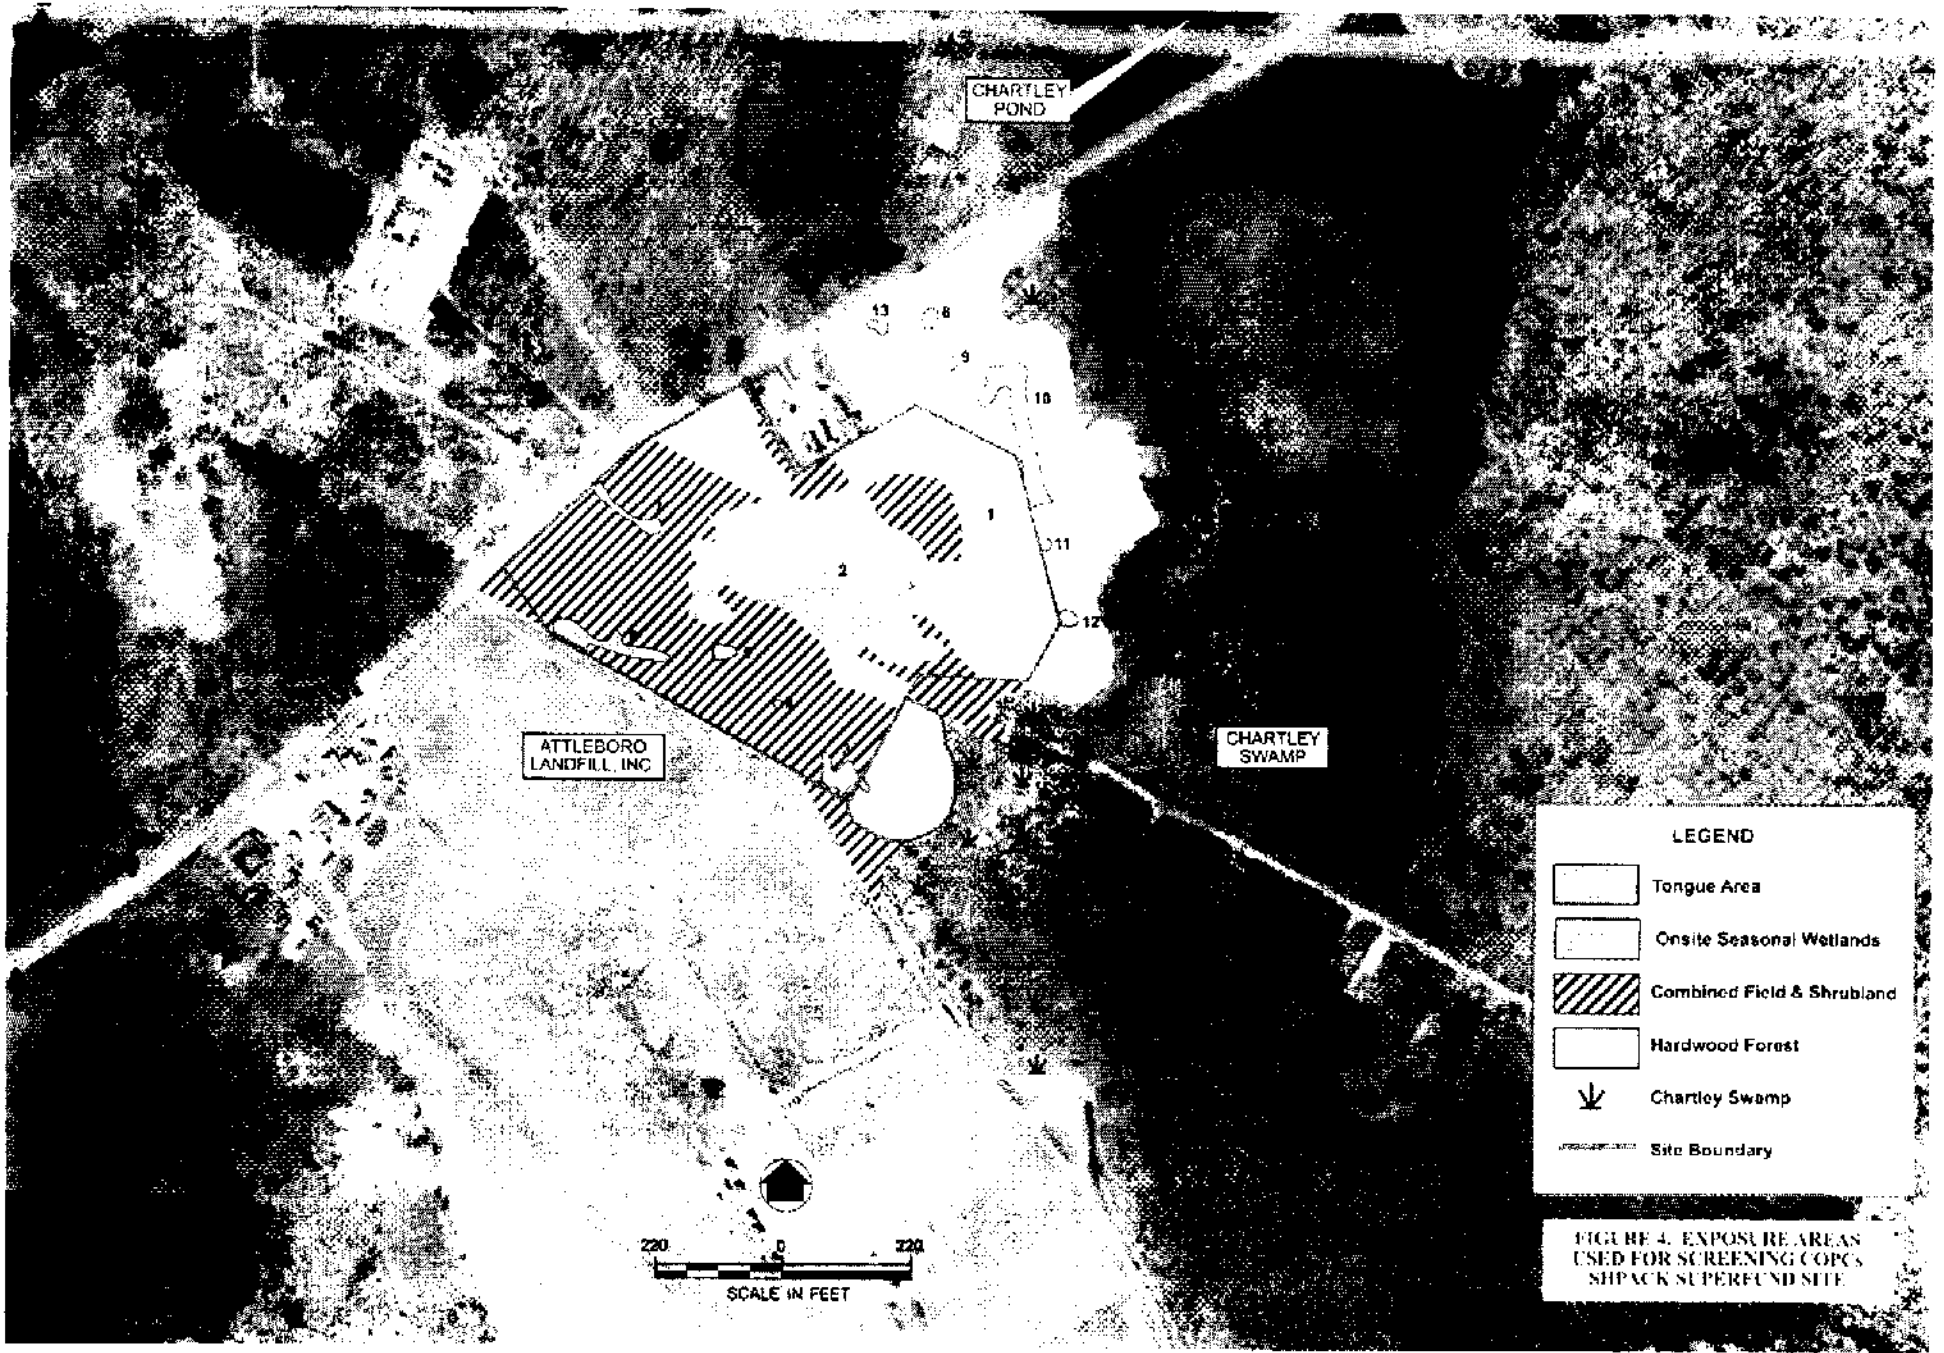 CHARTLEY
POND
13
8
9
10
1
11
2
12
ATTLEBORO
LANDFILL, INC
CHARTLEY
SWAMP
LEGEND
Tongue Area
Onsite Seasonal Wetlands
Combined Field & Shrubland
Hardwood Forest
Chartley Swamp
Site Boundary
220 0 220
SCALE IN FEET
FIGURE 4. EXPOSURE AREAS
USED FOR SCREENING COPCs
SHPACK SUPERFUND SITE